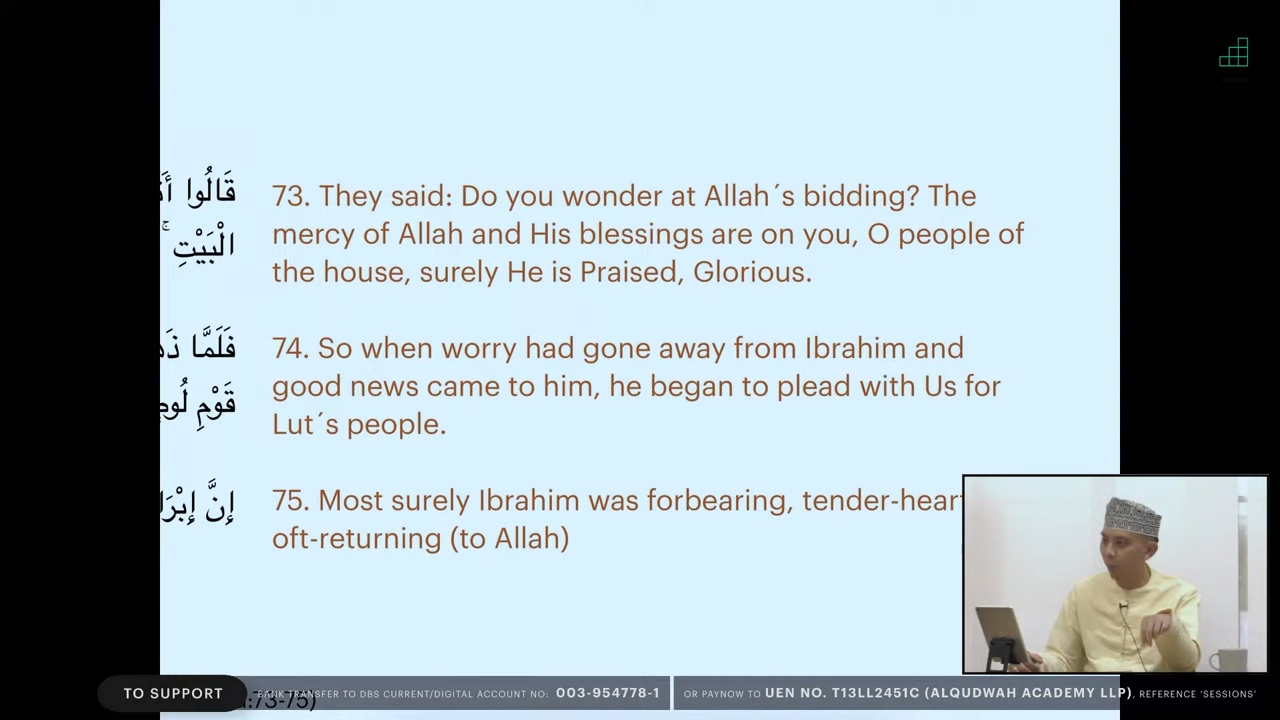 قَالُوا
الْبَيْتِ ۚ
73. They said: Do you wonder at Allah´s bidding? The
mercy of Allah and His blessings are on you, O people of
the house, surely He is Praised, Glorious.
فَلَمَّا
قَوْمِ
74. So when worry had gone away from Ibrahim and
good news came to him, he began to plead with Us for
Lut´s people.
إِنَّ
75. Most surely Ibrahim was forbearing, tender-hear
oft-returning (to Allah)
:73-75)
TO SUPPORT
BANK TRANSFER TO DBS CURRENT/DIGITAL ACCOUNT NO: 003-954778-1
OR PAYNOW TO UEN NO. T13LL2451C (ALQUDWAH ACADEMY LLP), REFERENCE ‘SESSIONS’